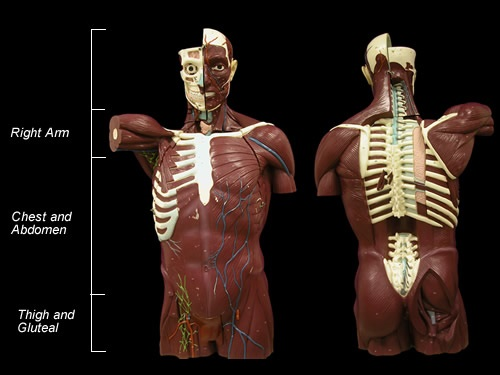 Right Arm
Chest and
Abdomen
Thigh and
Gluteal